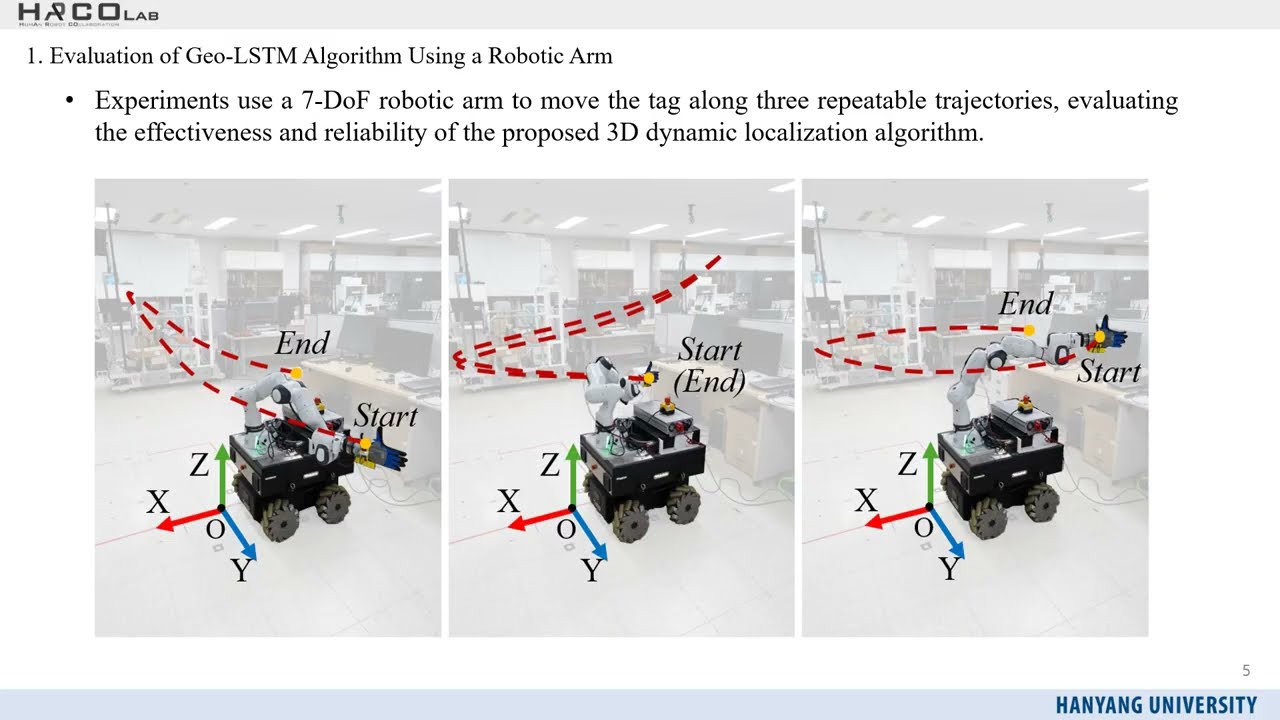 HARCO LAB
HUMAN ROBOT COLLABORATION
1. Evaluation of Geo-LSTM Algorithm Using a Robotic Arm
• Experiments use a 7-DoF robotic arm to move the tag along three repeatable trajectories, evaluating
the effectiveness and reliability of the proposed 3D dynamic localization algorithm.
End
Start
Z
X
O
Y
Start
(End)
Z
X
O
Y
End
Start
Z
X
O
Y
5
HANYANG UNIVERSITY